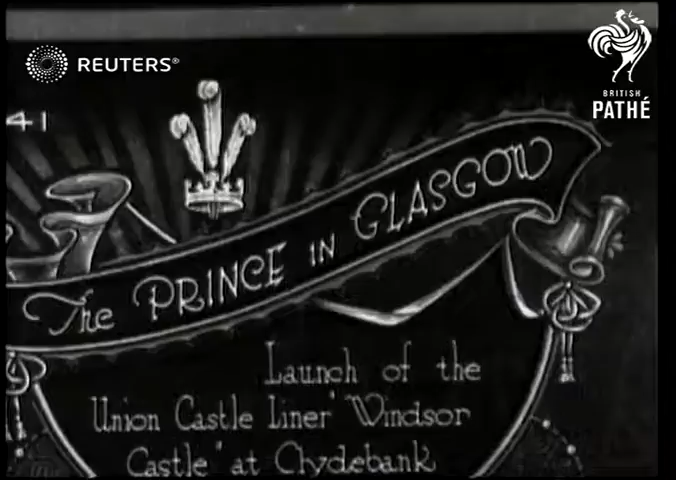 REUTERS®
BRITISH
PATHÉ
41
The PRINCE IN GLASGOW
Launch of the
Union Castle Liner "Windsor
Castle" at Clydebank